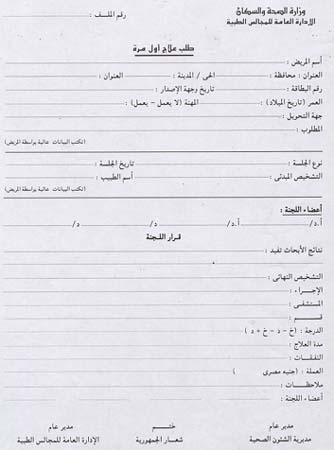 وزارة الصحة والسكان
رقم الملف :
الإدارة العامة للمجالس الطبية
طلب علاج أول مرة
أسم المريض :
العنوان : محافظة : الحى / المدينة : العنوان :
رقم البطاقة : تاريخ وجهة الإصدار :
العمر (تاريخ الميلاد) : المهنة (لا يعمل - يعمل) :
جهة التحويل :
المطلوب :
(تكتب البيانات عالية بواسطة المريض)
نوع الجلسة : تاريخ الجلسة :
التشخيص المبدئى : أسم الطبيب :
(تكتب البيانات عالية بواسطة المريض)
أعضاء اللجنة :
أ.د/ أ.د/ د/ د/
قرار اللجنة
نتائج الأبحاث تفيد :
التشخيص النهائى :
الإجراء :
المستشفى :
قسم :
الدرجة : (خ - د - خ + د)
مدة العلاج :
النفقات :
العملة : (جنيه مصرى )
ملاحظات :
أعضاء اللجنة :
مدير عام ختم مدير عام
مديرية الشئون الصحية شعار الجمهورية الإدارة العامة للمجالس الطبية